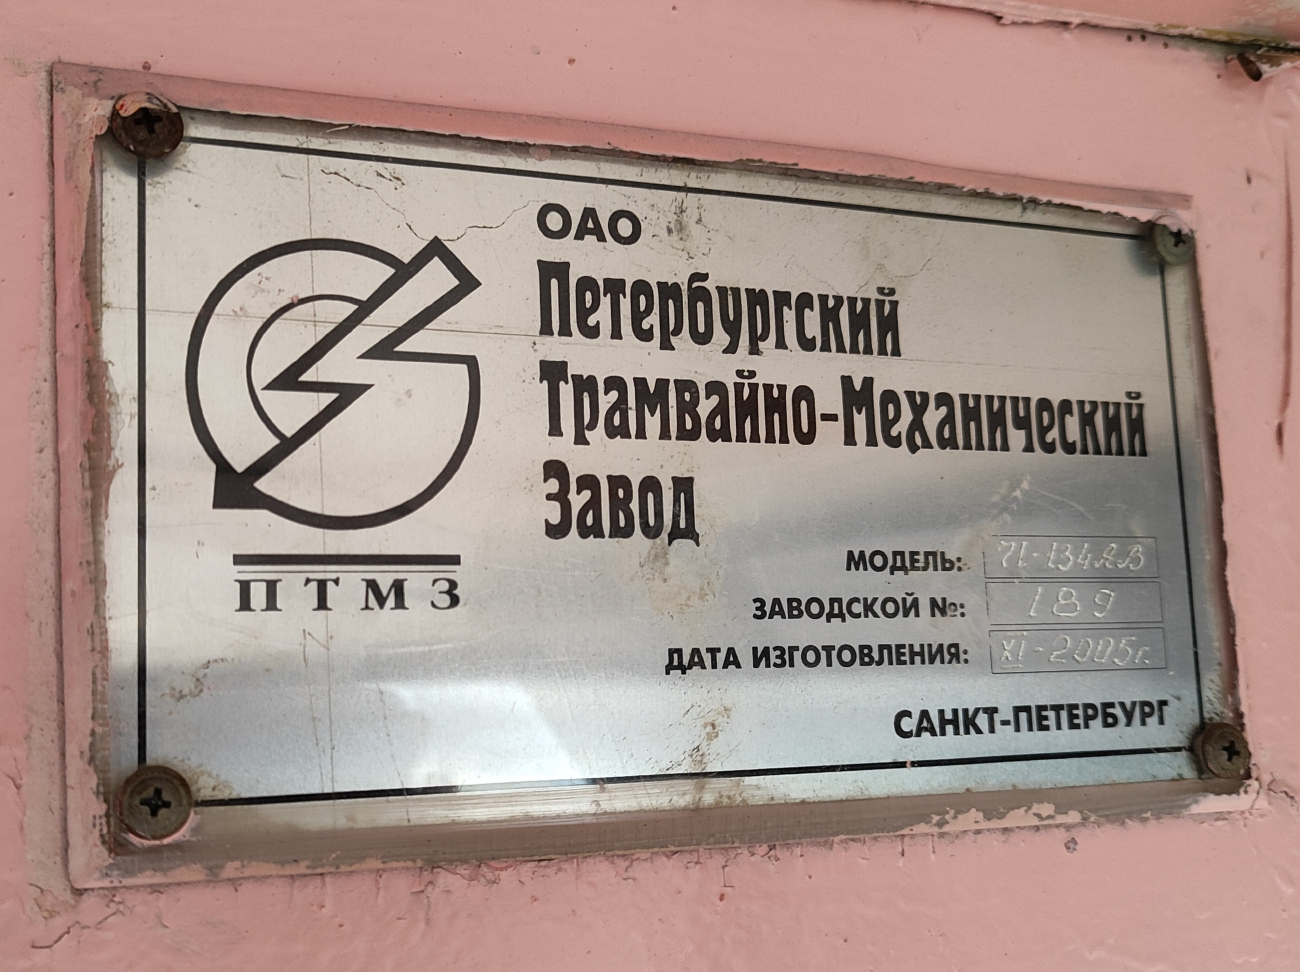 ОАО
Петербургский
Трамвайно-Механический
Завод
ПТМЗ
МОДЕЛЬ: 71-134АВ
ЗАВОДСКОЙ №: 189
ДАТА ИЗГОТОВЛЕНИЯ: XI-2005г.
САНКТ-ПЕТЕРБУРГ